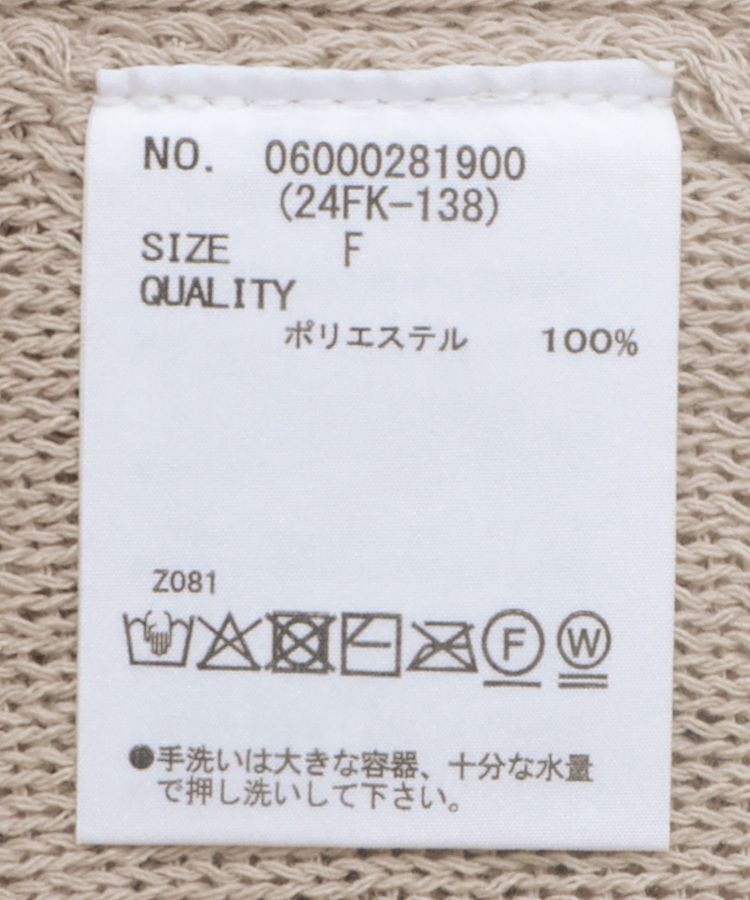 NO. 06000281900
(24FK-138)
SIZE F
QUALITY
ポリエステル 100%
Z081
F W
●手洗いは大きな容器、十分な水量
で押し洗いして下さい。